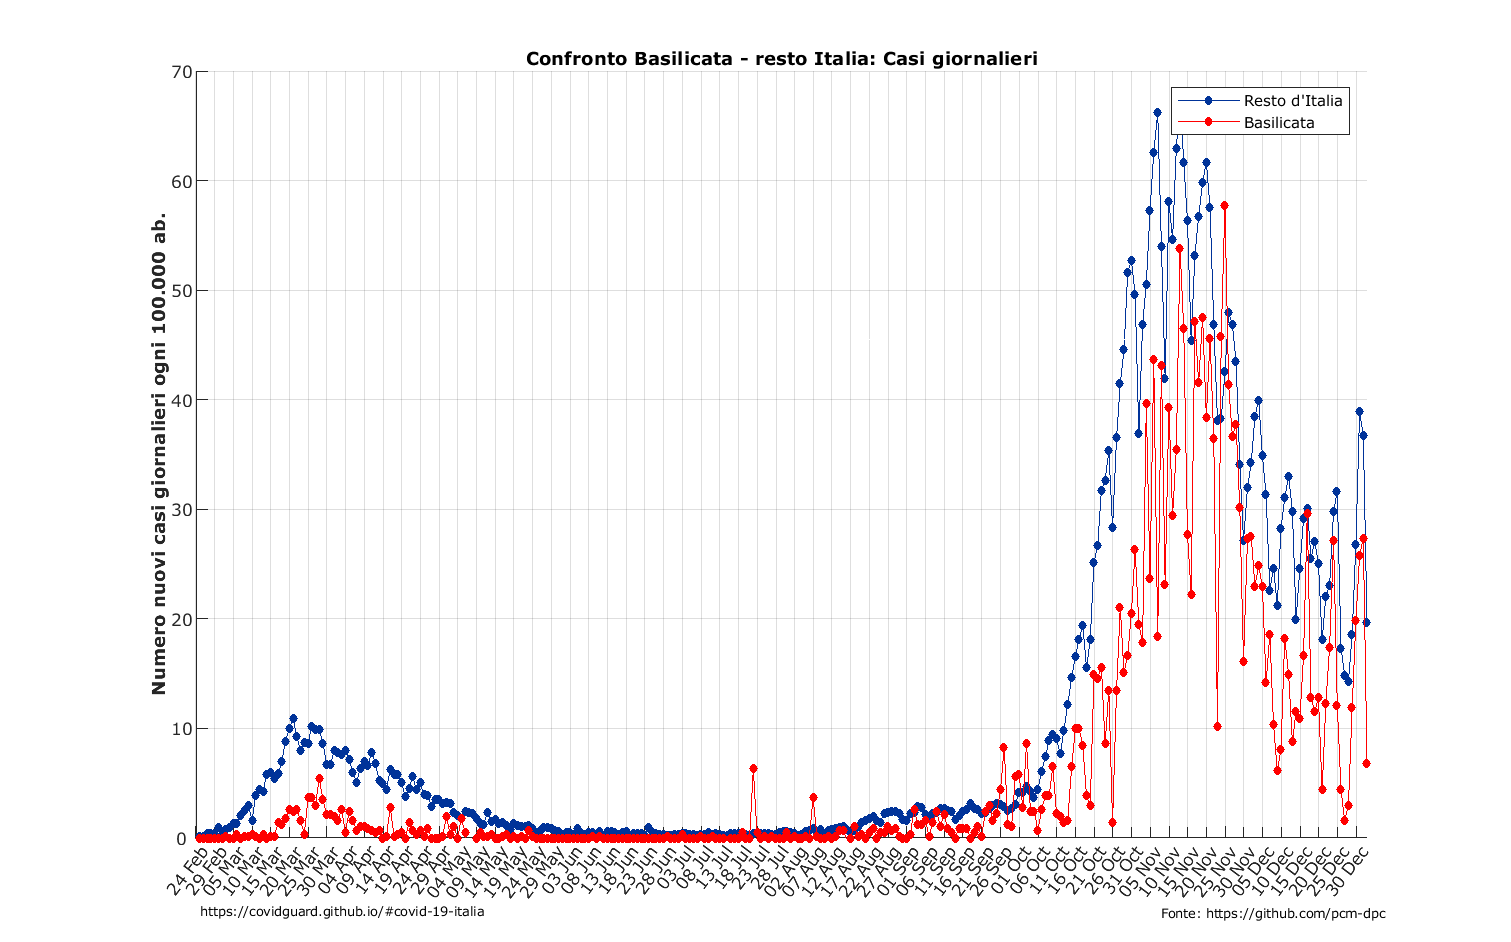 Confronto Basilicata - resto Italia: Casi giornalieri
Numero nuovi casi giornalieri ogni 100.000 ab.
70
60
50
40
30
20
10
0
Resto d'Italia
Basilicata
24 Feb
29 Feb
05 Mar
10 Mar
15 Mar
20 Mar
25 Mar
30 Mar
04 Apr
09 Apr
14 Apr
19 Apr
24 Apr
29 Apr
04 May
09 May
14 May
19 May
24 May
29 May
03 Jun
08 Jun
13 Jun
18 Jun
23 Jun
28 Jun
03 Jul
08 Jul
13 Jul
18 Jul
23 Jul
28 Jul
02 Aug
07 Aug
12 Aug
17 Aug
22 Aug
27 Aug
01 Sep
06 Sep
11 Sep
16 Sep
21 Sep
26 Sep
01 Oct
06 Oct
11 Oct
16 Oct
21 Oct
26 Oct
31 Oct
05 Nov
10 Nov
15 Nov
20 Nov
25 Nov
30 Nov
05 Dec
10 Dec
15 Dec
20 Dec
25 Dec
30 Dec
https://covidguard.github.io/#covid-19-italia
Fonte: https://github.com/pcm-dpc